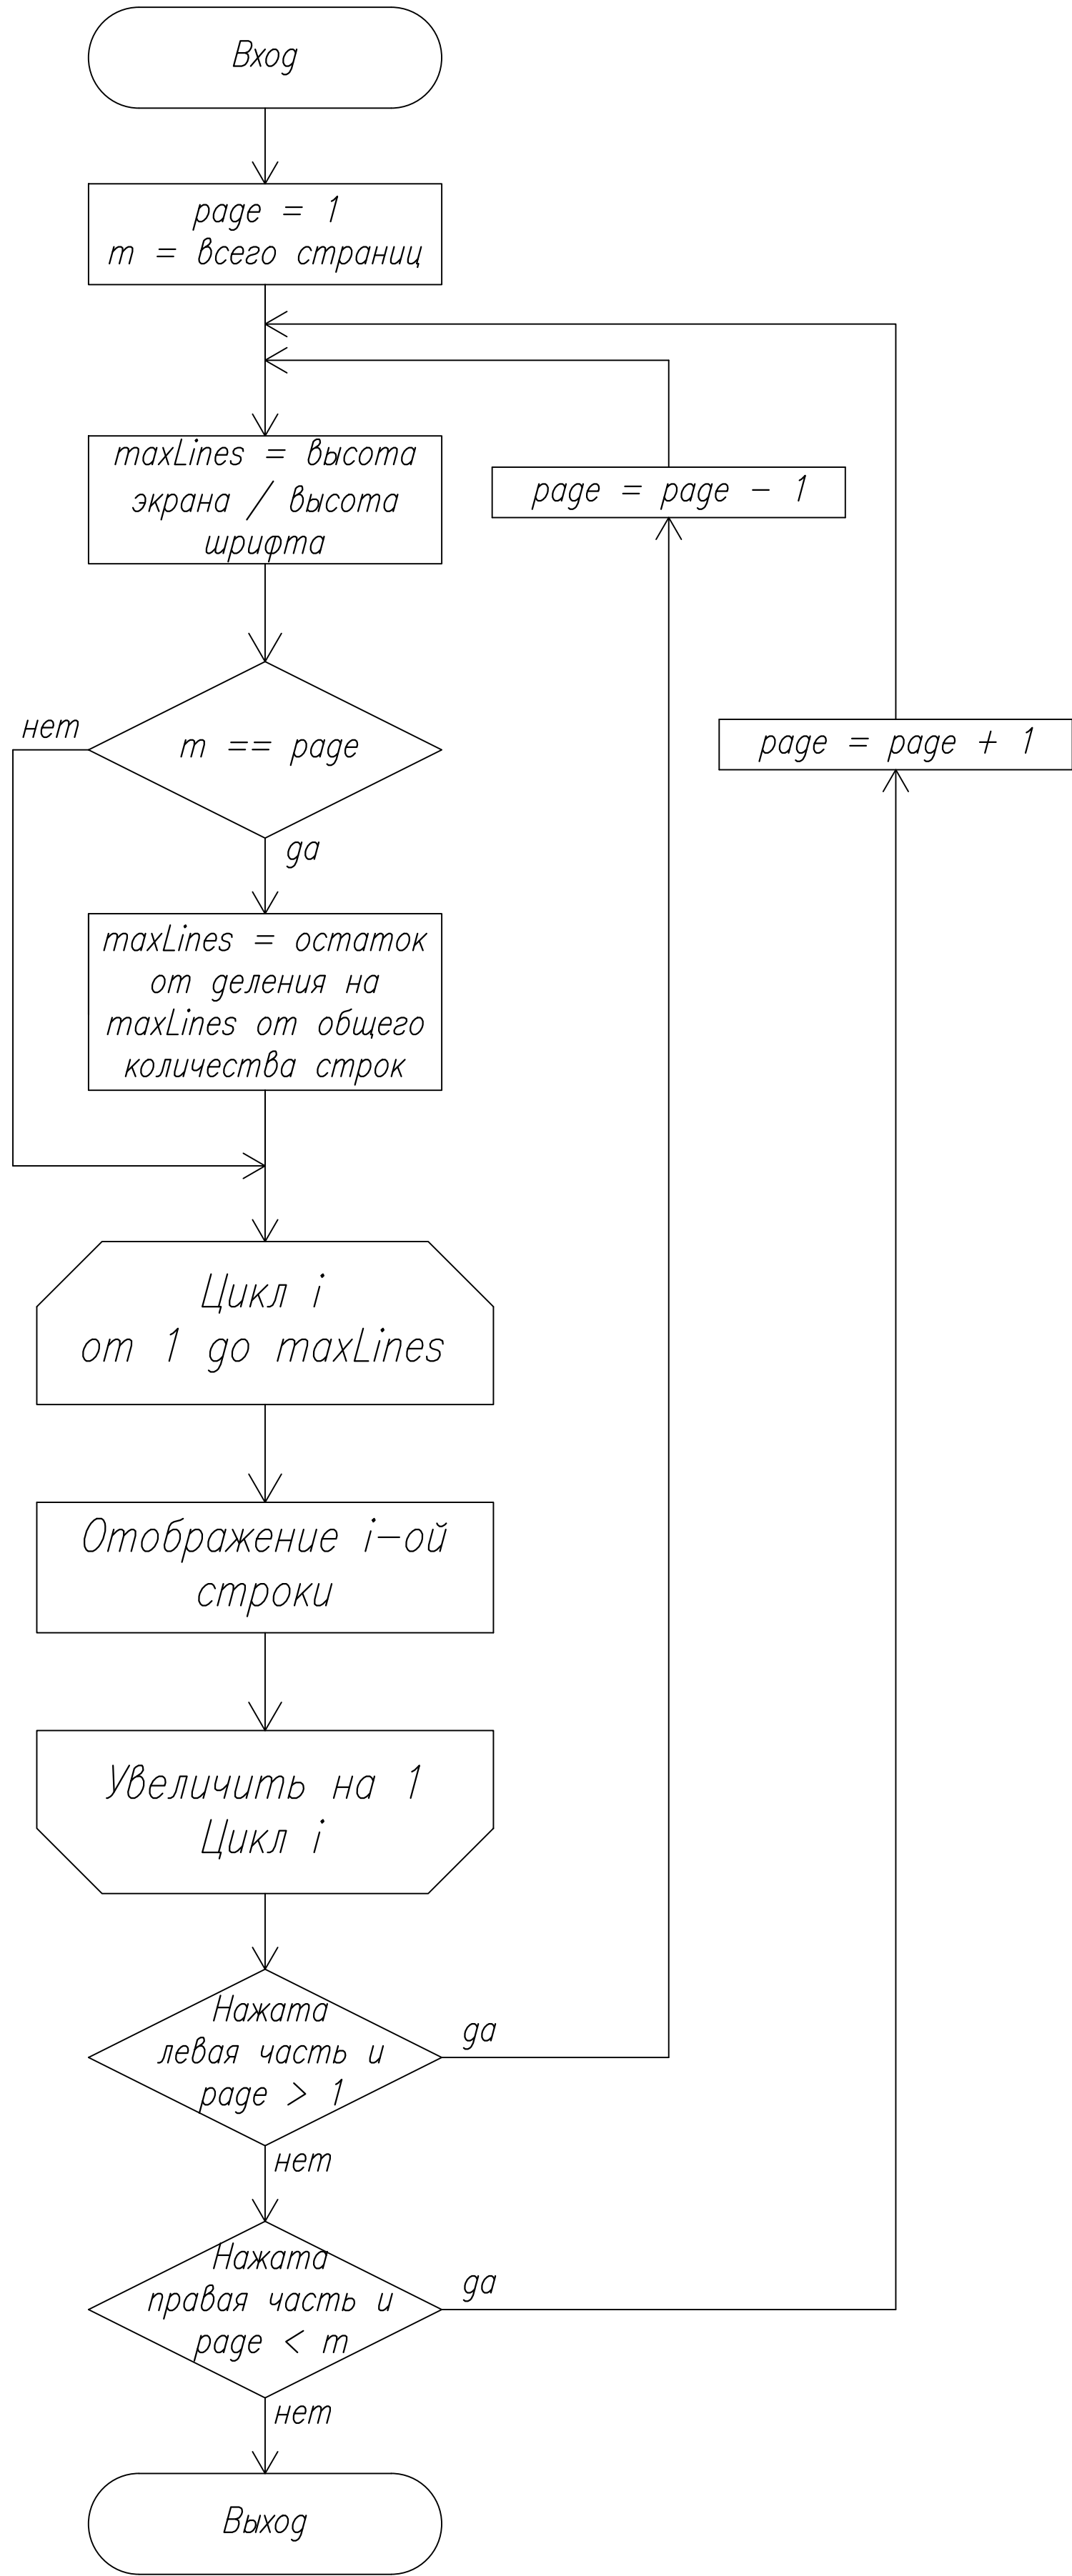 Вход
page = 1
m = всего страниц
maxLines = высота
экрана / высота
шрифта
page = page - 1
нет
m == page
page = page + 1
да
maxLines = остаток
от деления на
maxLines от общего
количества строк
Цикл i
от 1 до maxLines
Отображение i-ой
строки
Увеличить на 1
Цикл i
Нажата
левая часть и
page > 1
да
нет
Нажата
правая часть и
page < m
да
нет
Выход